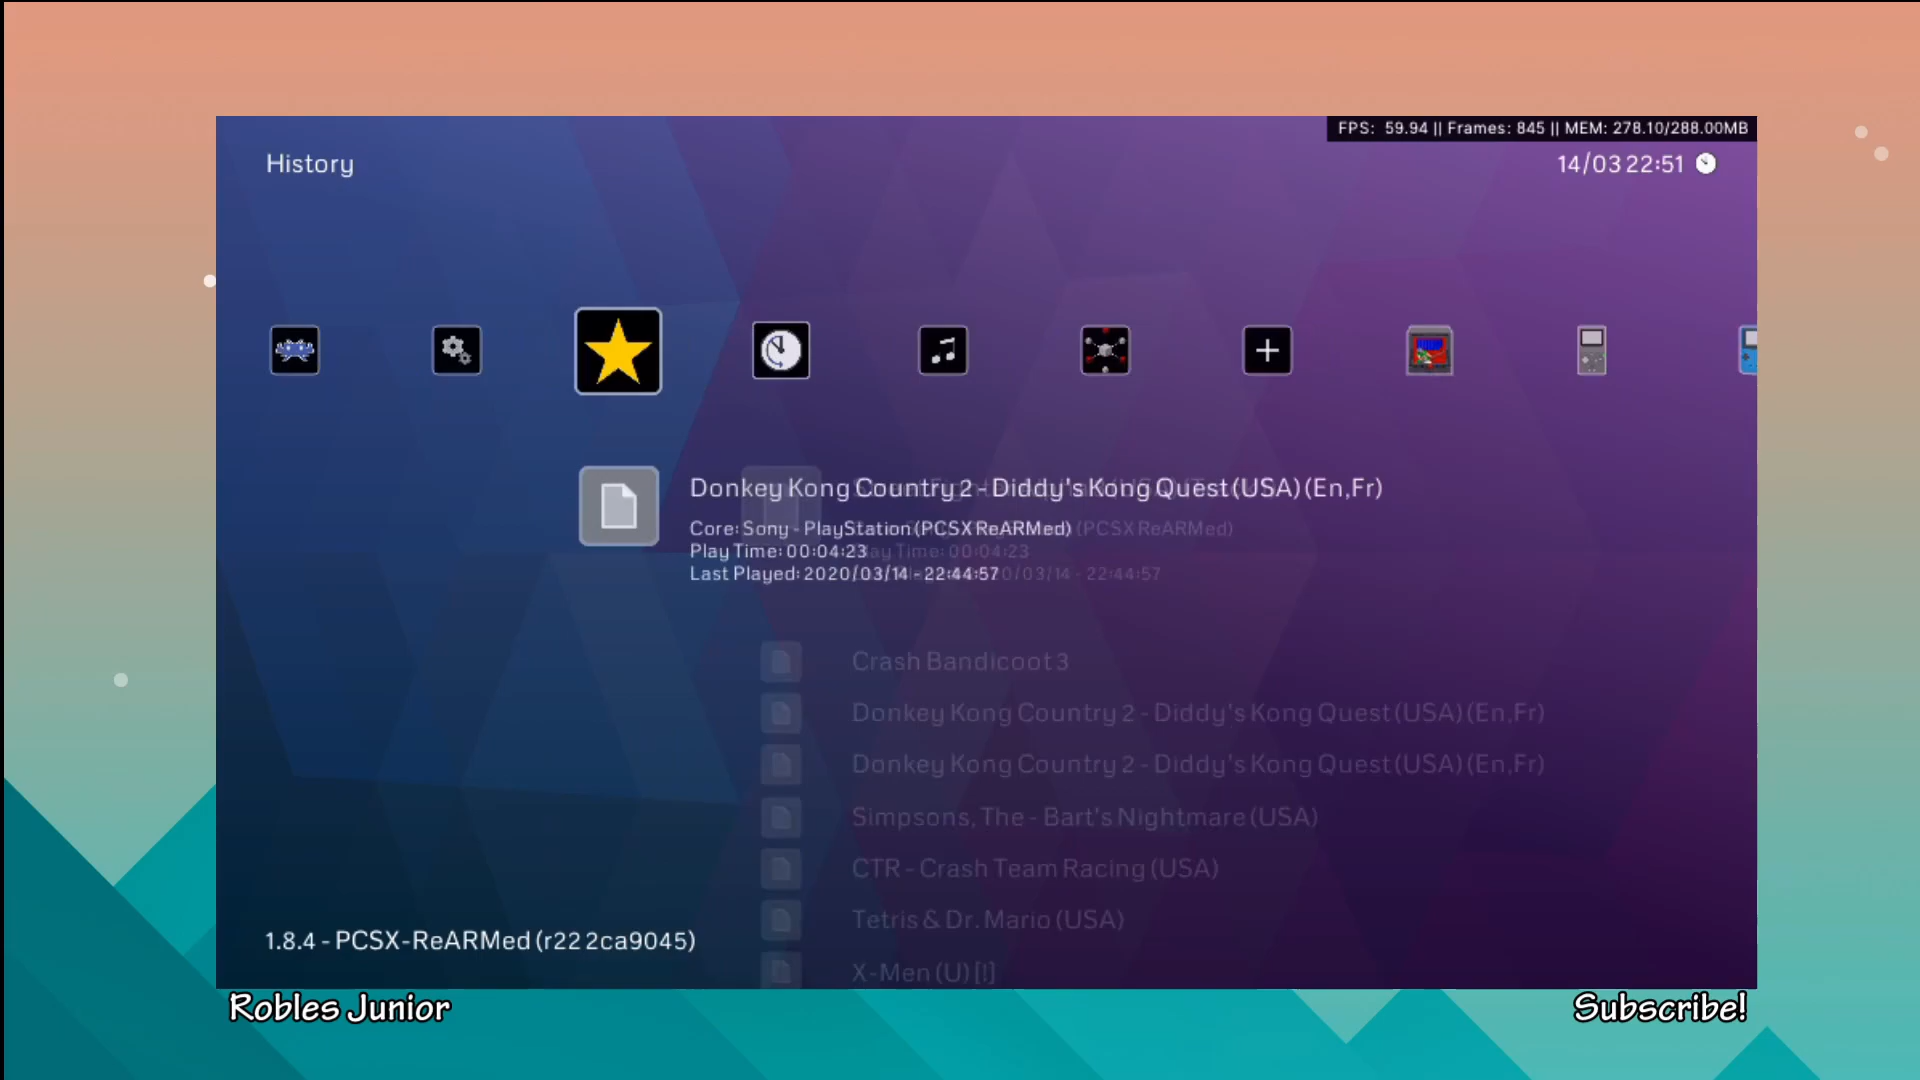 FPS: 59.94 || Frames: 845 || MEM: 278.10/288.00MB
History
14/03 22:51
Donkey Kong Country 2 - Diddy's Kong Quest (USA) (En,Fr)
Core: Sony - PlayStation (PCSX ReARMed)
Play Time: 00:04:23
Last Played: 2020/03/14 - 22:44:57
Crash Bandicoot 3
Donkey Kong Country 2 - Diddy's Kong Quest (USA) (En,Fr)
Donkey Kong Country 2 - Diddy's Kong Quest (USA) (En,Fr)
Simpsons, The - Bart's Nightmare (USA)
CTR - Crash Team Racing (USA)
Tetris & Dr. Mario (USA)
X-Men (U) [!]
1.8.4 - PCSX-ReARMed (r22 2ca9045)
Robles Junior
Subscribe!